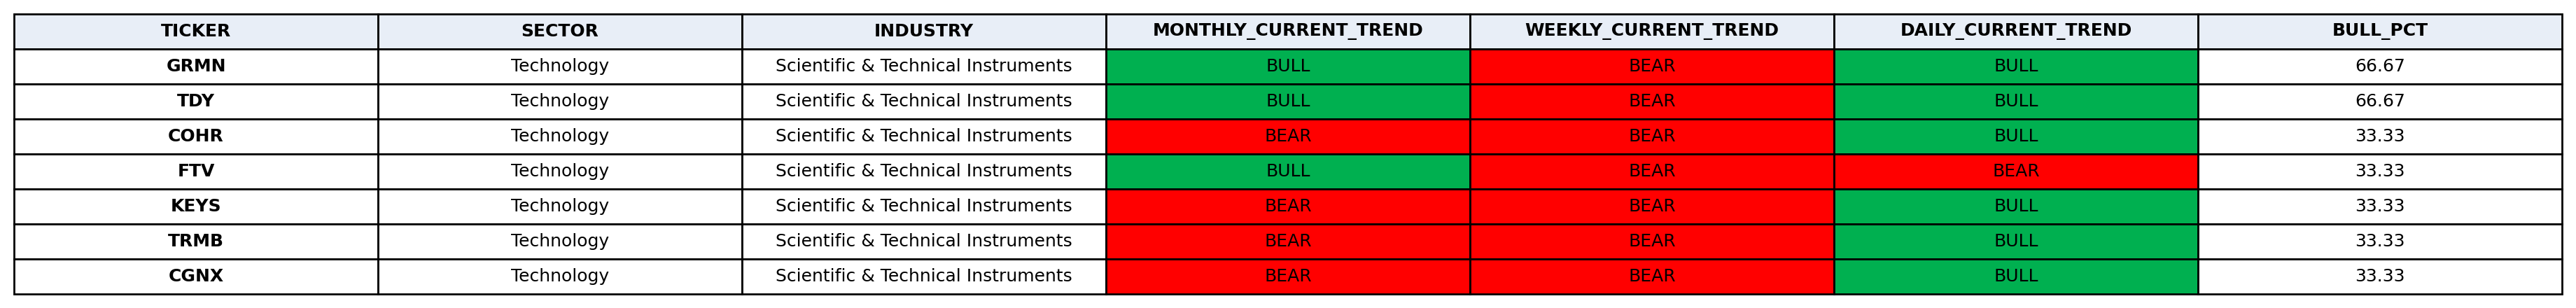 TICKER SECTOR INDUSTRY MONTHLY_CURRENT_TREND WEEKLY_CURRENT_TREND DAILY_CURRENT_TREND BULL_PCT
GRMN Technology Scientific & Technical Instruments BULL BEAR BULL 66.67
TDY Technology Scientific & Technical Instruments BULL BEAR BULL 66.67
COHR Technology Scientific & Technical Instruments BEAR BEAR BULL 33.33
FTV Technology Scientific & Technical Instruments BULL BEAR BEAR 33.33
KEYS Technology Scientific & Technical Instruments BEAR BEAR BULL 33.33
TRMB Technology Scientific & Technical Instruments BEAR BEAR BULL 33.33
CGNX Technology Scientific & Technical Instruments BEAR BEAR BULL 33.33